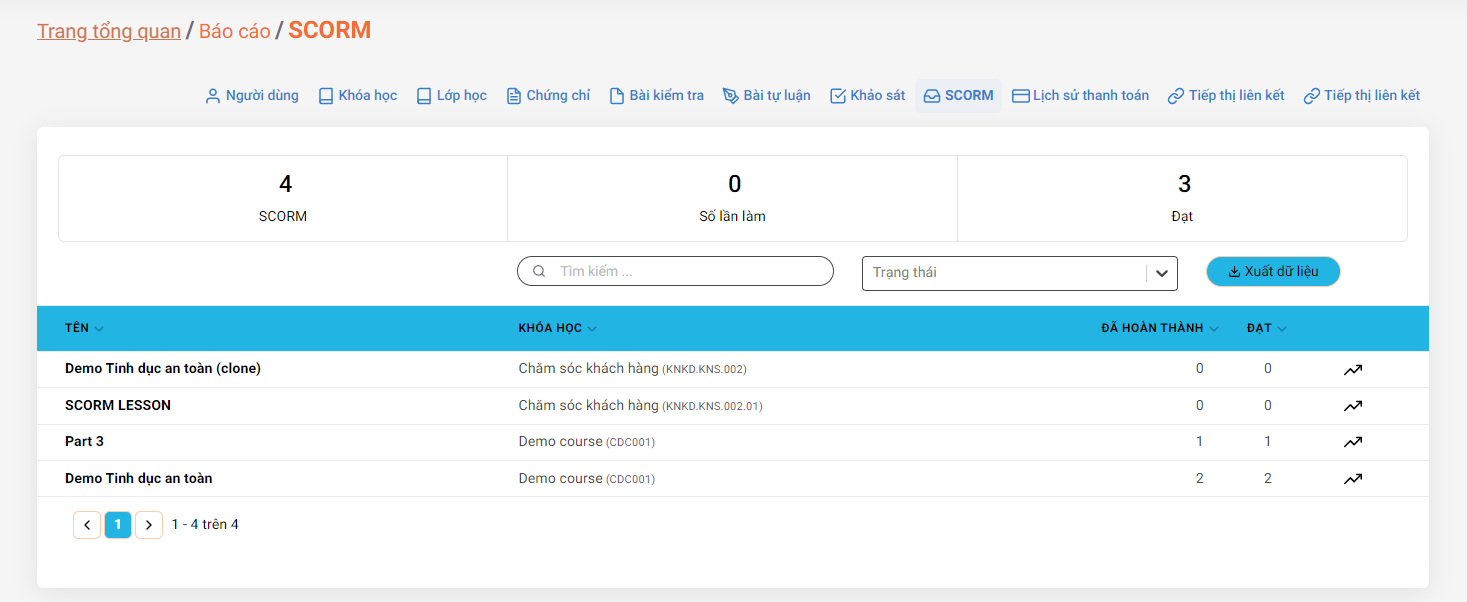 Trang tổng quan / Báo cáo / SCORM
Người dùng Khóa học Lớp học Chứng chỉ Bài kiểm tra Bài tự luận Khảo sát SCORM Lịch sử thanh toán Tiếp thị liên kết Tiếp thị liên kết
4 0 3
SCORM Số lần làm Đạt
Tìm kiếm ... Trạng thái Xuất dữ liệu
TÊN KHÓA HỌC ĐÃ HOÀN THÀNH ĐẠT
Demo Tình dục an toàn (clone) Chăm sóc khách hàng (KNKD.KNS.002) 0 0
SCORM LESSON Chăm sóc khách hàng (KNKD.KNS.002.01) 0 0
Part 3 Demo course (CDC001) 1 1
Demo Tình dục an toàn Demo course (CDC001) 2 2
1 1 - 4 trên 4